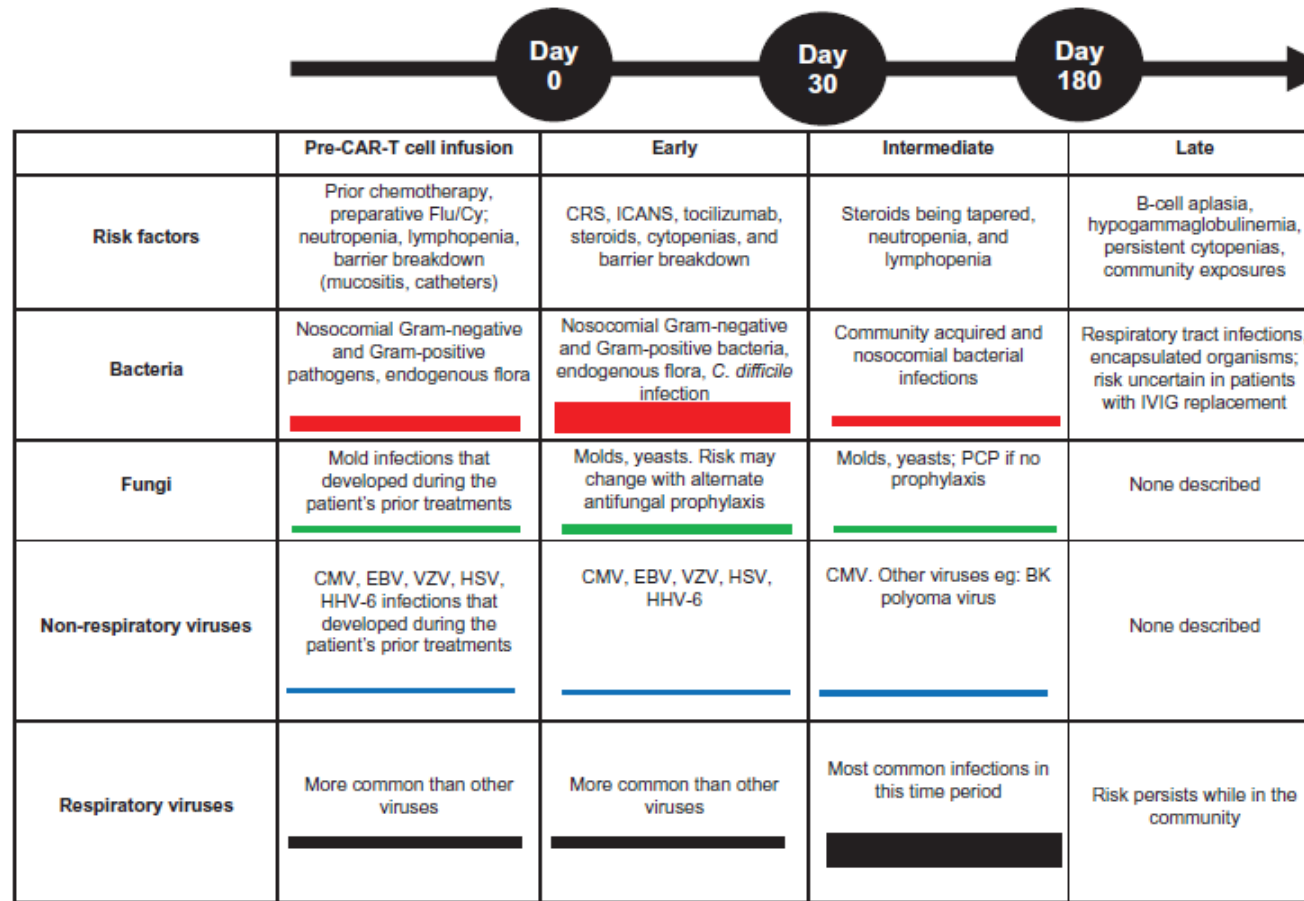 Day
0
Day
30
Day
180
Pre-CAR-T cell infusion
Early
Intermediate
Late
Risk factors
Prior chemotherapy,
preparative Flu/Cy;
neutropenia, lymphopenia,
barrier breakdown
(mucositis, catheters)
CRS, ICANS, tocilizumab,
steroids, cytopenias, and
barrier breakdown
Steroids being tapered,
neutropenia, and
lymphopenia
B-cell aplasia,
hypogammaglobulinemia,
persistent cytopenias,
community exposures
Bacteria
Nosocomial Gram-negative
and Gram-positive
pathogens, endogenous flora
Nosocomial Gram-negative
and Gram-positive bacteria,
endogenous flora, C. difficile
infection
Community acquired and
nosocomial bacterial
infections
Respiratory tract infections,
encapsulated organisms;
risk uncertain in patients
with IVIG replacement
Fungi
Mold infections that
developed during the
patient's prior treatments
Molds, yeasts. Risk may
change with alternate
antifungal prophylaxis
Molds, yeasts; PCP if no
prophylaxis
None described
Non-respiratory viruses
CMV, EBV, VZV, HSV,
HHV-6 infections that
developed during the
patient's prior treatments
CMV, EBV, VZV, HSV,
HHV-6
CMV. Other viruses eg: BK
polyoma virus
None described
Respiratory viruses
More common than other
viruses
More common than other
viruses
Most common infections in
this time period
Risk persists while in the
community